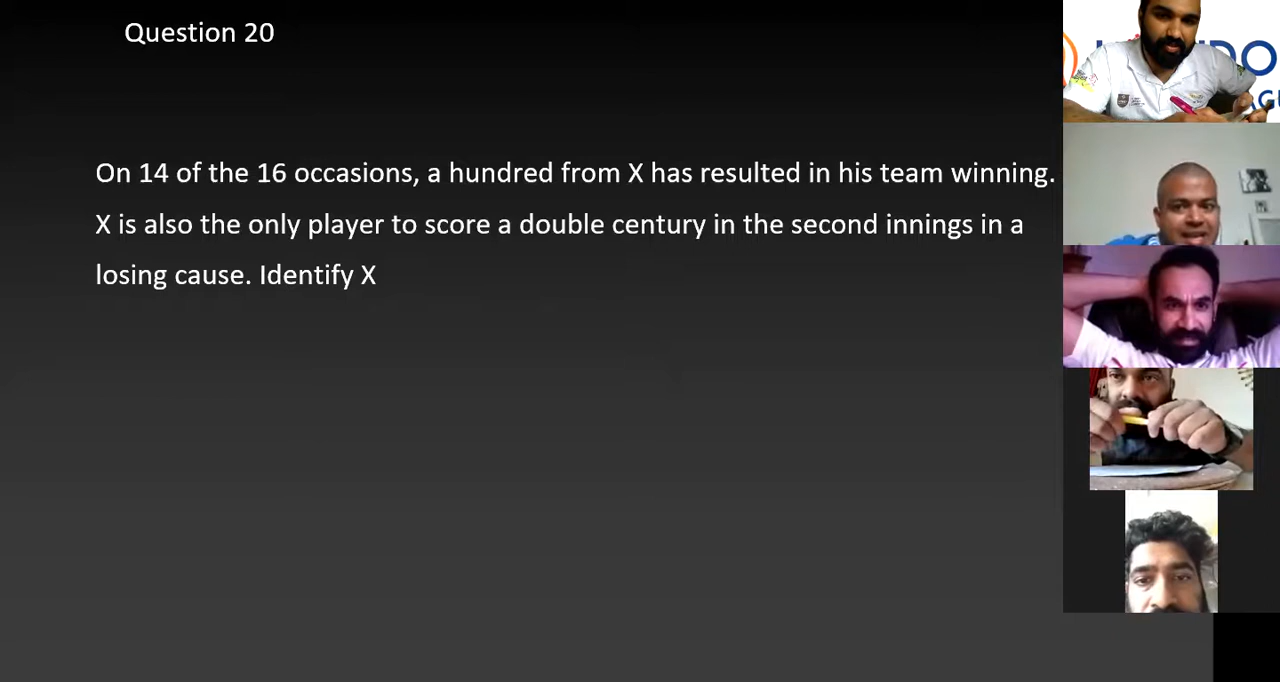 Question 20
On 14 of the 16 occasions, a hundred from X has resulted in his team winning.
X is also the only player to score a double century in the second innings in a
losing cause. Identify X